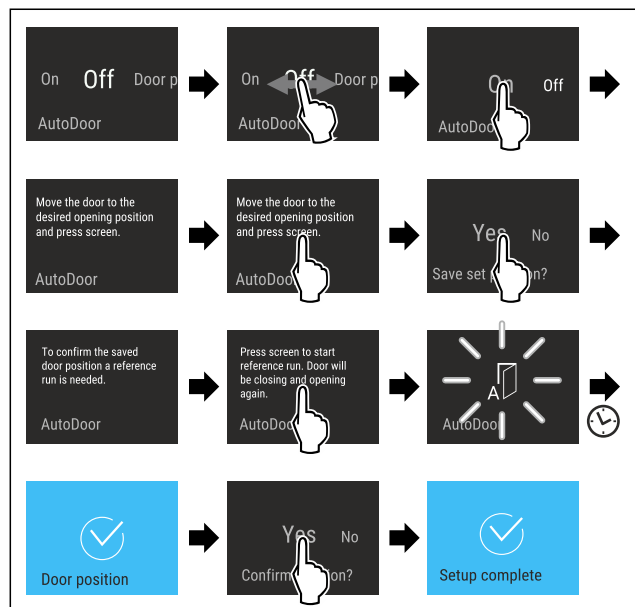 On Off Door p
AutoDoor
On Off Door p
AutoDoo
On Off
AutoDoo
Move the door to the
desired opening position
and press screen.
AutoDoor
Move the door to the
desired opening position
and press screen.
AutoDoo
Yes No
Save set p n?
To confirm the saved
door position a reference
run is needed.
AutoDoor
Press screen to start
reference run. Door will
be closing and opening
again.
AutoDoo
A
AutoDoor
Door position
Yes No
Confirm on?
Setup complete